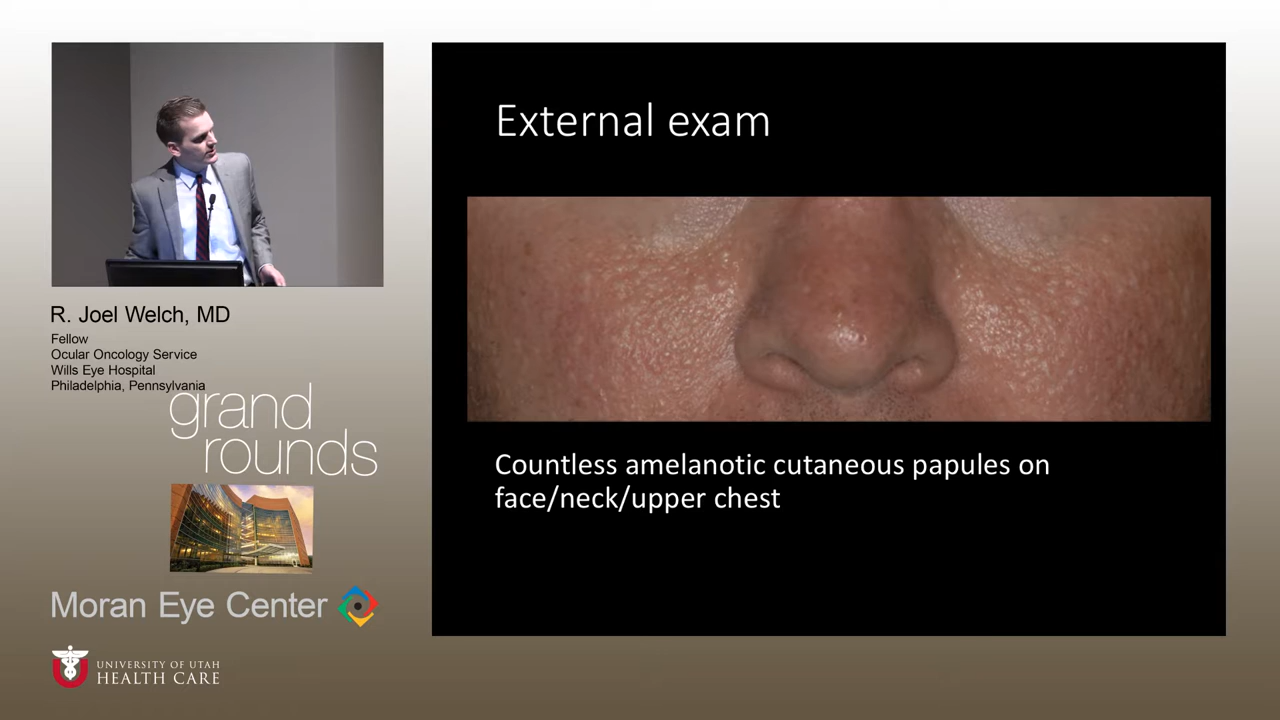 R. Joel Welch, MD
Fellow
Ocular Oncology Service
Wills Eye Hospital
Philadelphia, Pennsylvania
grand
rounds
Moran Eye Center
UNIVERSITY OF UTAH
HEALTH CARE
External exam
Countless amelanotic cutaneous papules on
face/neck/upper chest